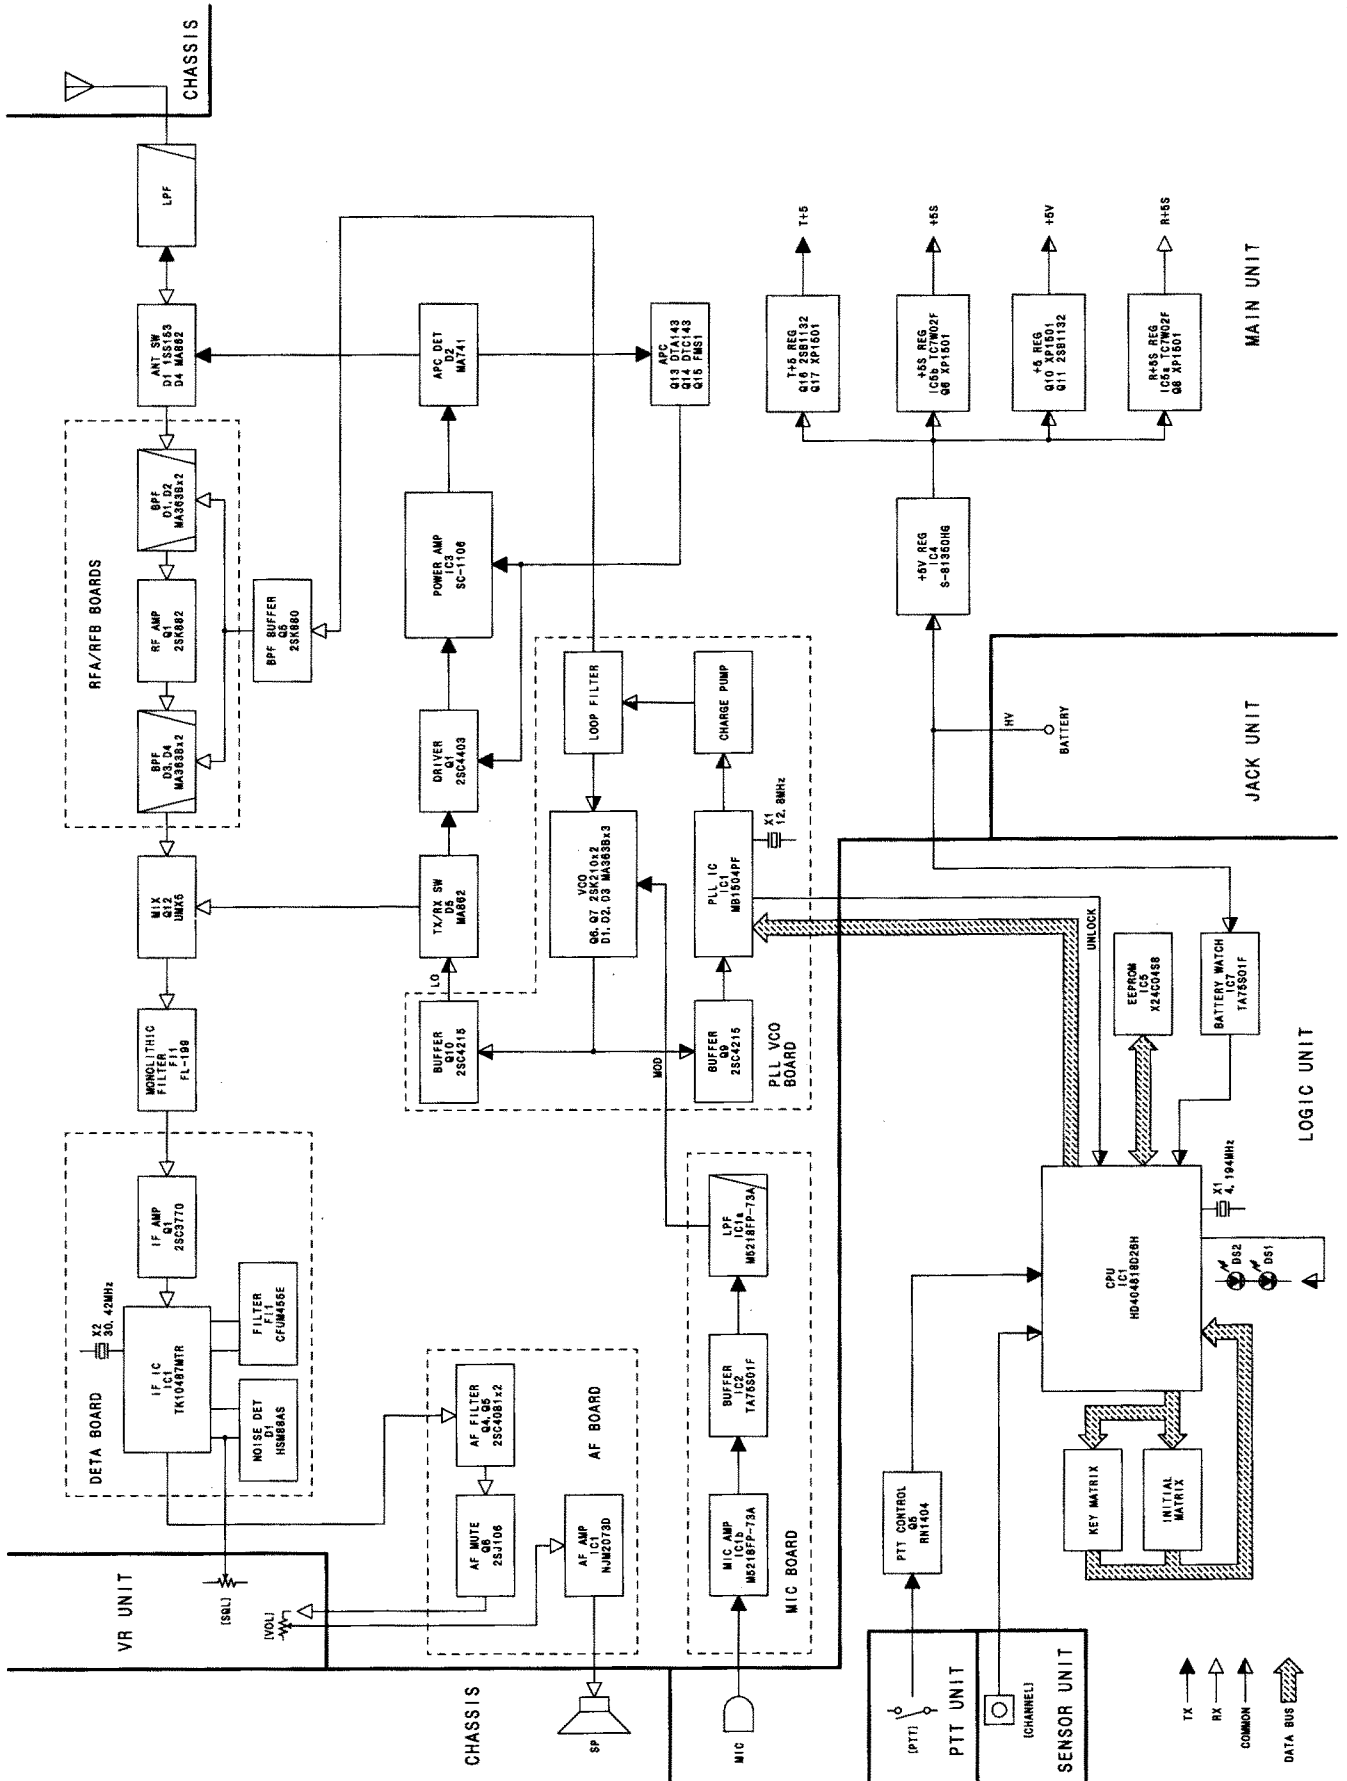 CHASSIS
LPF
ANT SW
D1 1SS153
D4 MA862
RFA/RFB BOARDS
BPF
D1, D2
MA363Bx2
RF AMP
Q1
2SK882
BPF
D3, D4
MA363Bx2
BPF BUFFER
Q5
2SK880
MIX
Q12
UMX5
MONOLITHIC
FILTER
FI1
FL-199
DETA BOARD
IF AMP
Q1
2SC3770
X2
30.42MHz
IF IC
IC1
TK10487MTR
FILTER
FI1
CFUM455E
NOISE DET
D1
HSM88AS
VR UNIT
[SQL]
[VOL]
APC DET
D2
MA741
APC
Q13 DTA143
Q14 DTC143
Q15 FMS1
POWER AMP
IC3
SC-1106
DRIVER
Q1
2SC4403
TX/RX SW
D5
MA862
LO
BUFFER
Q10
2SC4215
LOOP FILTER
CHARGE PUMP
VCO
Q6, Q7 2SK210x2
D1, D2, D3 MA363Bx3
PLL IC
IC1
MB1504PF
X1
12.8MHz
BUFFER
Q9
2SC4215
PLL VCO
BOARD
MOD
AF FILTER
Q4, Q5
2SC4081x2
AF MUTE
Q6
2SJ106
AF AMP
IC1
NJM2073D
AF BOARD
CHASSIS
SP
LPF
IC1a
M5218FP-73A
BUFFER
IC2
TA75S01F
MIC AMP
IC1b
M5218FP-73A
MIC BOARD
MIC
T+5 REG
Q16 2SB1132
Q17 XP1501
T+5
+5S REG
IC5b TC7W02F
Q6 XP1501
+5S
+5 REG
Q10 XP1501
Q11 2SB1132
+5V
R+5S REG
IC5a TC7W02F
Q8 XP1501
R+5S
MAIN UNIT
+5V REG
IC4
S-81350HG
HV
BATTERY
JACK UNIT
UNLOCK
EEPROM
IC5
X24C04S8
BATTERY WATCH
IC7
TA75S01F
LOGIC UNIT
CPU
IC1
HD404818D26H
X1
4.194MHz
DS2
DS1
KEY MATRIX
INITIAL
MATRIX
PTT CONTROL
Q5
RN1404
[PTT]
PTT UNIT
[CHANNEL]
SENSOR UNIT
TX
RX
COMMON
DATA BUS